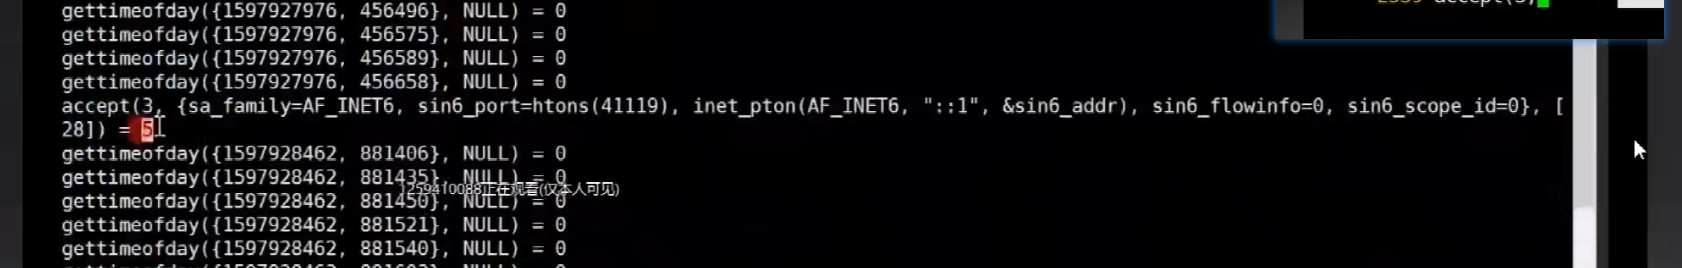 gettimeofday({1597927976, 456496}, NULL) = 0
gettimeofday({1597927976, 456575}, NULL) = 0
gettimeofday({1597927976, 456589}, NULL) = 0
gettimeofday({1597927976, 456658}, NULL) = 0
accept(3, {sa_family=AF_INET6, sin6_port=htons(41119), inet_pton(AF_INET6, "::1", &sin6_addr), sin6_flowinfo=0, sin6_scope_id=0}, [
28]) = 5
gettimeofday({1597928462, 881406}, NULL) = 0
gettimeofday({1597928462, 881435}, NULL) = 0
1259410088正在观看(仅本人可见)
gettimeofday({1597928462, 881450}, NULL) = 0
gettimeofday({1597928462, 881521}, NULL) = 0
gettimeofday({1597928462, 881540}, NULL) = 0